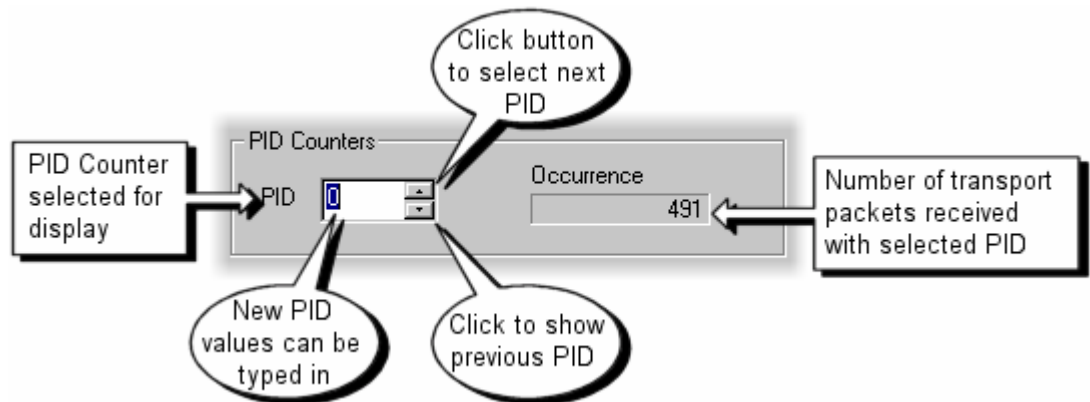 Click button
to select next
PID
PID Counters
PID Counter
selected for
display
PID
0
Occurrence
491
Number of transport
packets received
with selected PID
New PID
values can be
typed in
Click to show
previous PID